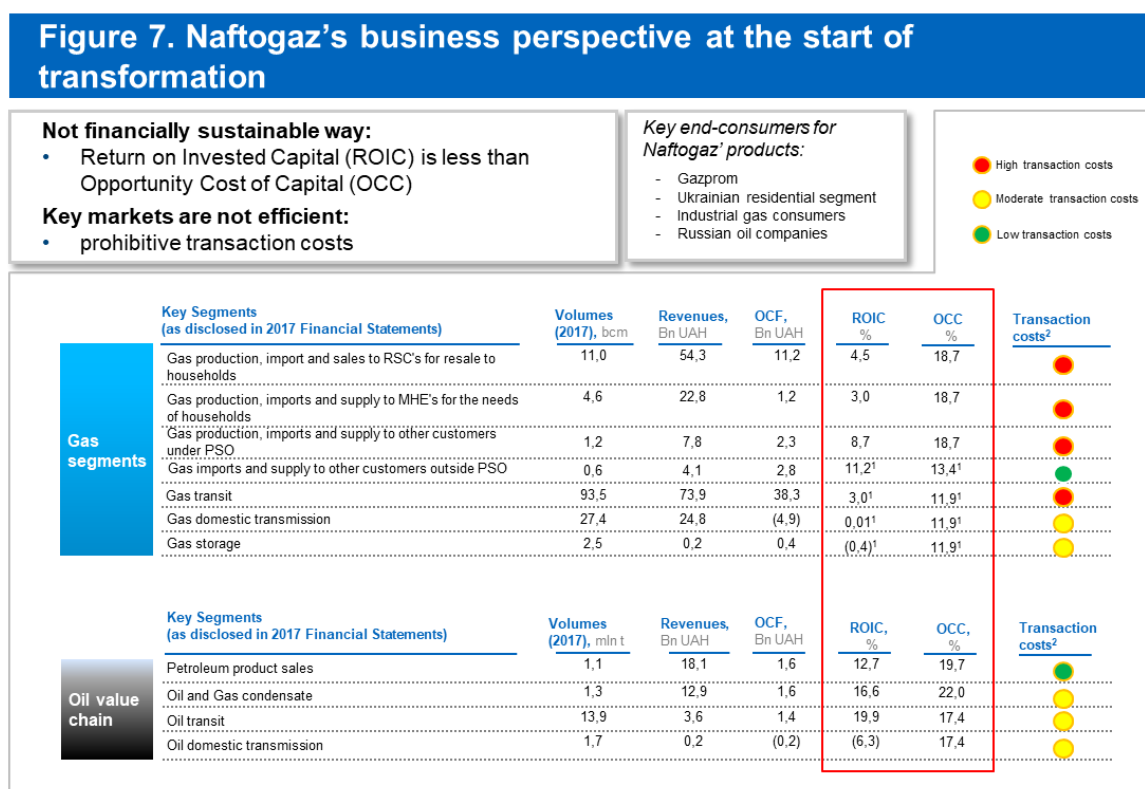 Figure 7. Naftogaz's business perspective at the start of
transformation
Not financially sustainable way:
• Return on Invested Capital (ROIC) is less than
Opportunity Cost of Capital (OCC)
Key markets are not efficient:
• prohibitive transaction costs
Key end-consumers for
Naftogaz' products:
- Gazprom
- Ukrainian residential segment
- Industrial gas consumers
- Russian oil companies
High transaction costs
Moderate transaction costs
Low transaction costs
Key Segments
(as disclosed in 2017 Financial Statements)
Volumes
(2017), bcm
Revenues,
Bn UAH
OCF,
Bn UAH
ROIC
%
OCC
%
Transaction
costs²
Gas
segments
Gas production, import and sales to RSC's for resale to
households
11,0 54,3 11,2 4,5 18,7
Gas production, imports and supply to MHE's for the needs
of households
4,6 22,8 1,2 3,0 18,7
Gas production, imports and supply to other customers
under PSO
1,2 7,8 2,3 8,7 18,7
Gas imports and supply to other customers outside PSO 0,6 4,1 2,8 11,2¹ 13,4¹
Gas transit 93,5 73,9 38,3 3,0¹ 11,9¹
Gas domestic transmission 27,4 24,8 (4,9) 0,01¹ 11,9¹
Gas storage 2,5 0,2 0,4 (0,4)¹ 11,9¹
Key Segments
(as disclosed in 2017 Financial Statements)
Volumes
(2017), mln t
Revenues,
Bn UAH
OCF,
Bn UAH
ROIC,
%
OCC,
%
Transaction
costs²
Oil value
chain
Petroleum product sales 1,1 18,1 1,6 12,7 19,7
Oil and Gas condensate 1,3 12,9 1,6 16,6 22,0
Oil transit 13,9 3,6 1,4 19,9 17,4
Oil domestic transmission 1,7 0,2 (0,2) (6,3) 17,4